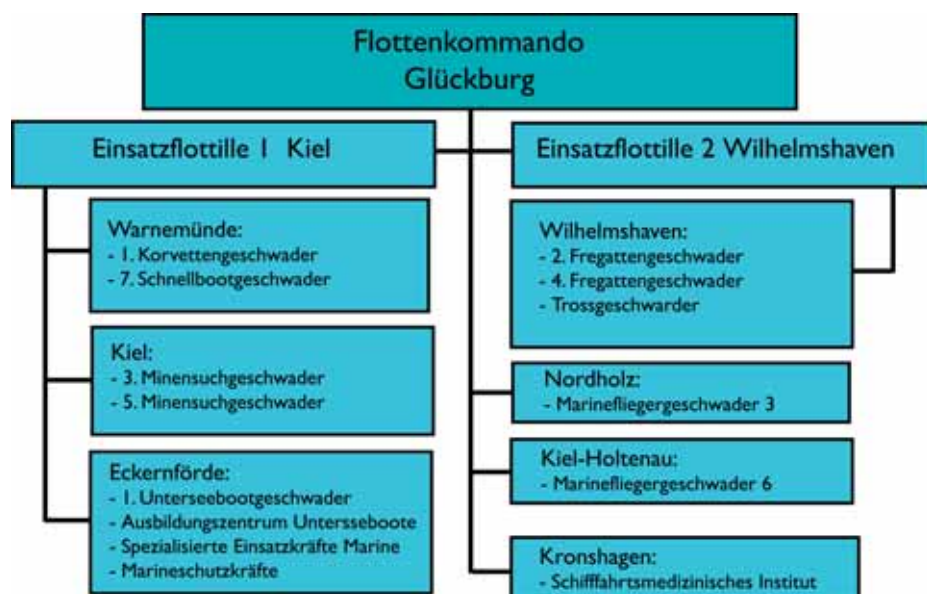 Flottenkommando
Glückburg
Einsatzflottille 1 Kiel
Warnemünde:
- 1. Korvettengeschwader
- 7. Schnellbootgeschwader
Kiel:
- 3. Minensuchgeschwader
- 5. Minensuchgeschwader
Eckernförde:
- 1. Unterseebootgeschwader
- Ausbildungszentrum Untersseboote
- Spezialisierte Einsatzkräfte Marine
- Marineschutzkräfte
Einsatzflottille 2 Wilhelmshaven
Wilhelmshaven:
- 2. Fregattengeschwader
- 4. Fregattengeschwader
- Trossgeschwarder
Nordholz:
- Marinefliegergeschwader 3
Kiel-Holtenau:
- Marinefliegergeschwader 6
Kronshagen:
- Schifffahrtsmedizinisches Institut